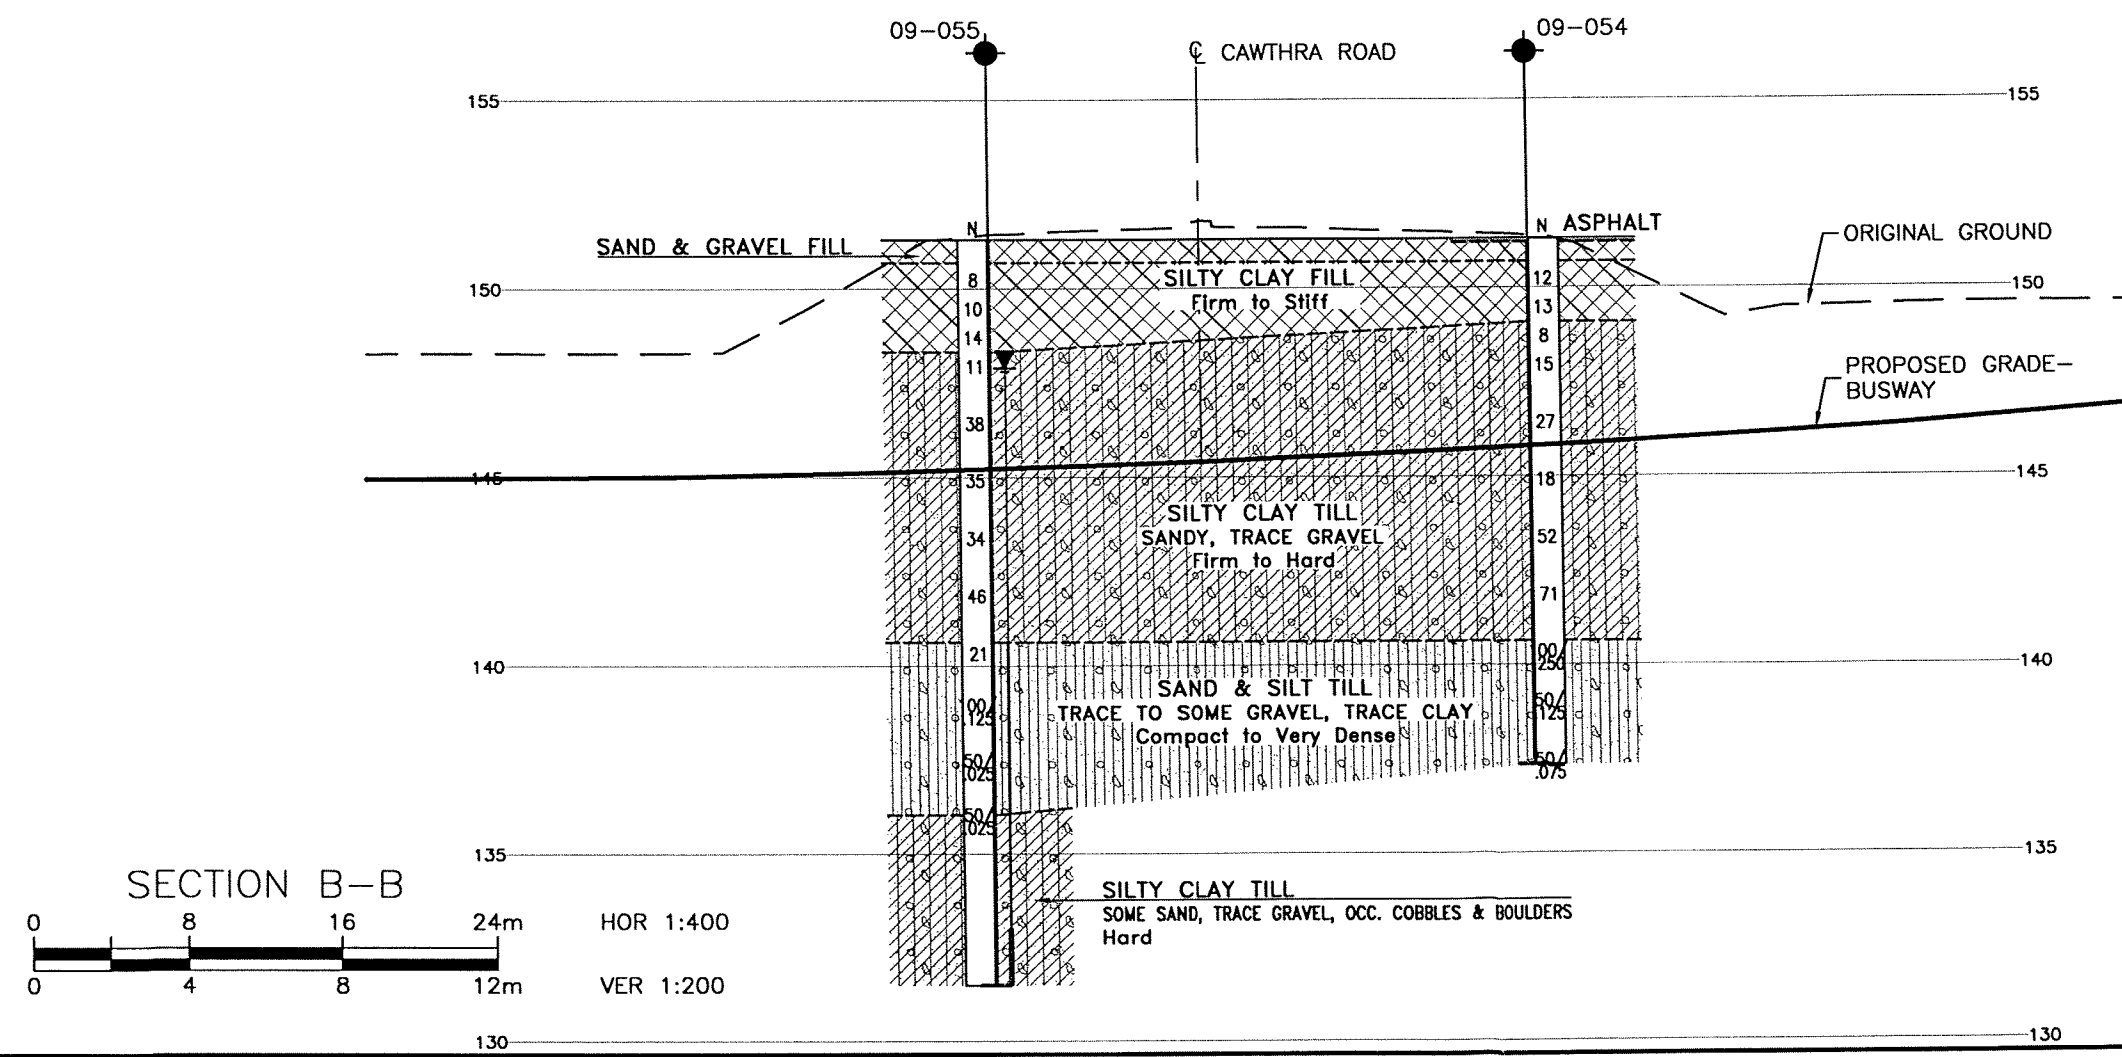 09-055
℄ CAWTHRA ROAD
09-054
155
155
N
N ASPHALT
SAND & GRAVEL FILL
ORIGINAL GROUND
SILTY CLAY FILL
Firm to Stiff
150
150
8
10
14
11
38
35
34
46
21
00/
.125
50/
.025
50/
.025
12
13
8
15
27
18
52
71
00/
.250
50/
.125
50/
.075
PROPOSED GRADE-
BUSWAY
145
145
SILTY CLAY TILL
SANDY, TRACE GRAVEL
Firm to Hard
140
140
SAND & SILT TILL
TRACE TO SOME GRAVEL, TRACE CLAY
Compact to Very Dense
135
135
SILTY CLAY TILL
SOME SAND, TRACE GRAVEL, OCC. COBBLES & BOULDERS
Hard
SECTION B-B
0 8 16 24m HOR 1:400
0 4 8 12m VER 1:200
130
130